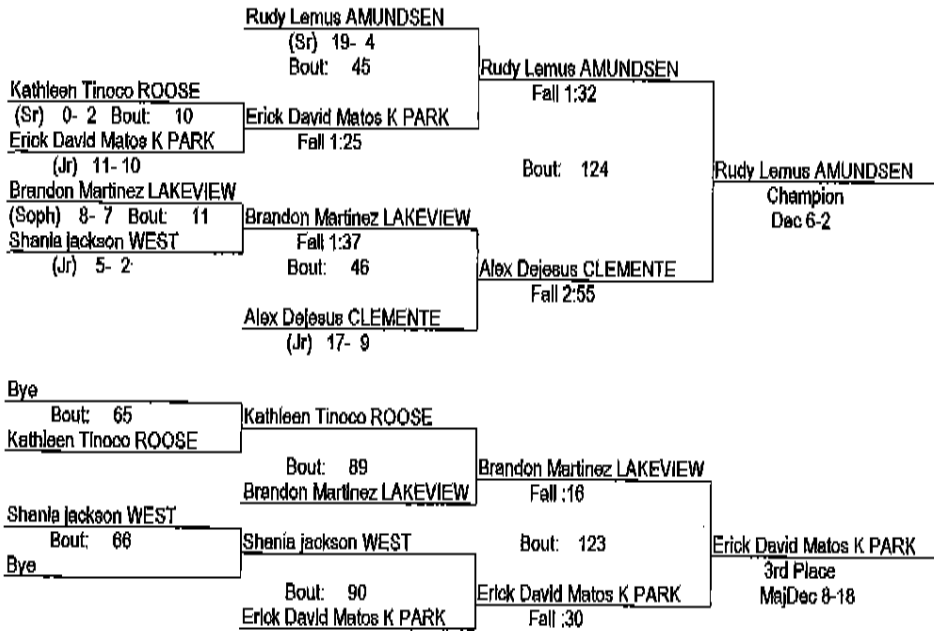 Rudy Lemus AMUNDSEN
(Sr) 19- 4
Bout: 45
Rudy Lemus AMUNDSEN
Fall 1:32
Kathleen Tinoco ROOSE
(Sr) 0- 2 Bout: 10
Erick David Matos K PARK
Fall 1:25
Erick David Matos K PARK
(Jr) 11- 10
Bout: 124
Rudy Lemus AMUNDSEN
Champion
Dec 6-2
Brandon Martinez LAKEVIEW
(Soph) 8- 7 Bout: 11
Brandon Martinez LAKEVIEW
Fall 1:37
Shania jackson WEST
(Jr) 5- 2
Bout: 46
Alex Dejesus CLEMENTE
Fall 2:55
Alex Dejesus CLEMENTE
(Jr) 17- 9
Bye
Bout: 65
Kathleen Tinoco ROOSE
Kathleen Tinoco ROOSE
Bout: 89
Brandon Martinez LAKEVIEW
Fall :16
Brandon Martinez LAKEVIEW
Shania jackson WEST
Bout: 66
Shania jackson WEST
Bout: 123
Erick David Matos K PARK
3rd Place
MajDec 8-18
Bye
Bout: 90
Erick David Matos K PARK
Fall :30
Erick David Matos K PARK